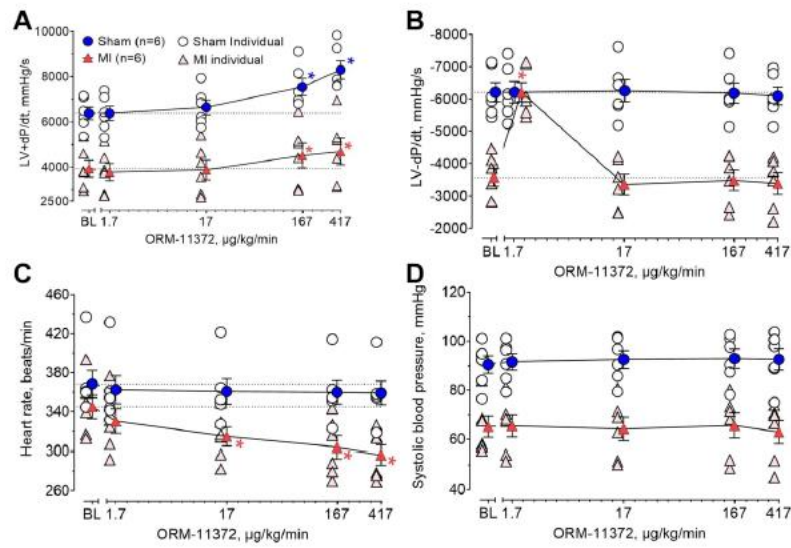 A
LV+dP/dt, mmHg/s
10000
8000
6000
4000
2500
Sham (n=6)
Sham Individual
MI (n=6)
MI individual
*
*
*
*
BL 1.7 17 167 417
ORM-11372, µg/kg/min
B
LV-dP/dt, mmHg/s
-8000
-7000
-6000
-5000
-4000
-3000
-2000
*
BL 1.7 17 167 417
ORM-11372, µg/kg/min
C
Heart rate, beats/min
460
420
380
340
300
260
*
*
*
BL 1.7 17 167 417
ORM-11372, µg/kg/min
D
Systolic blood pressure, mmHg
120
100
80
60
40
BL 1.7 17 167 417
ORM-11372, µg/kg/min